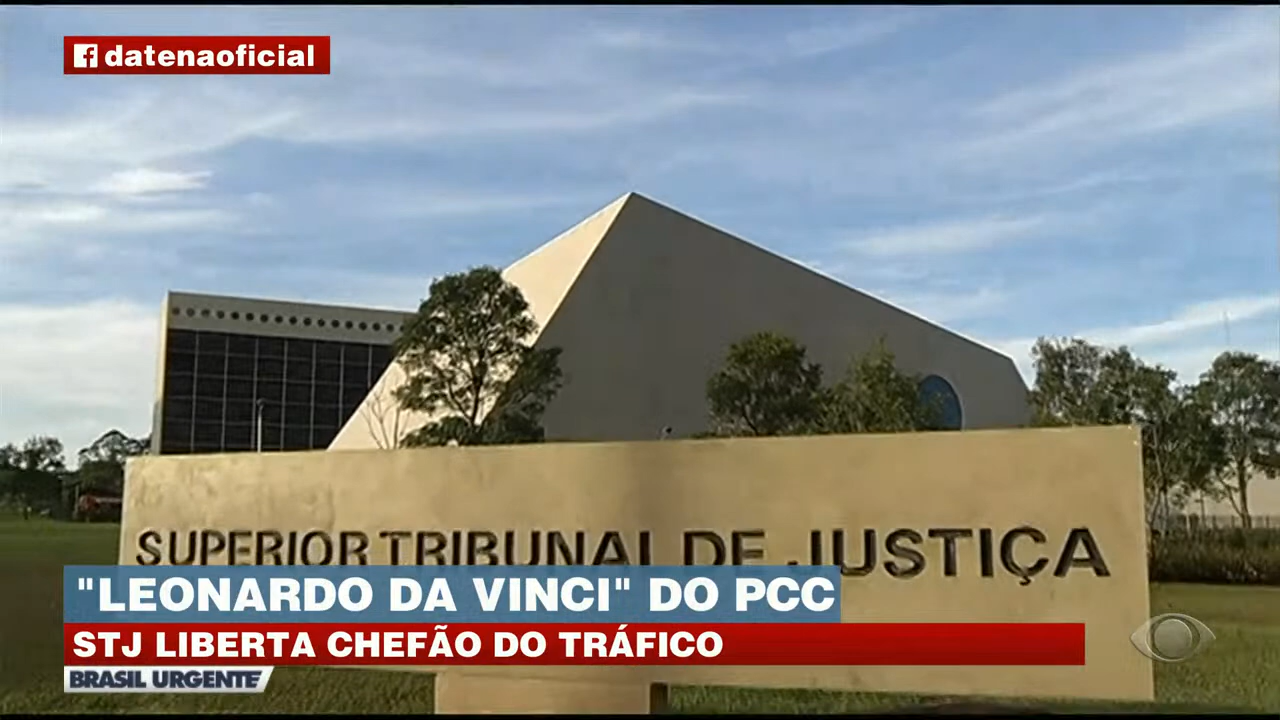 datenaoficial
SUPERIOR TRIBUNAL DE JUSTIÇA
"LEONARDO DA VINCI" DO PCC
STJ LIBERTA CHEFÃO DO TRÁFICO
BRASIL URGENTE